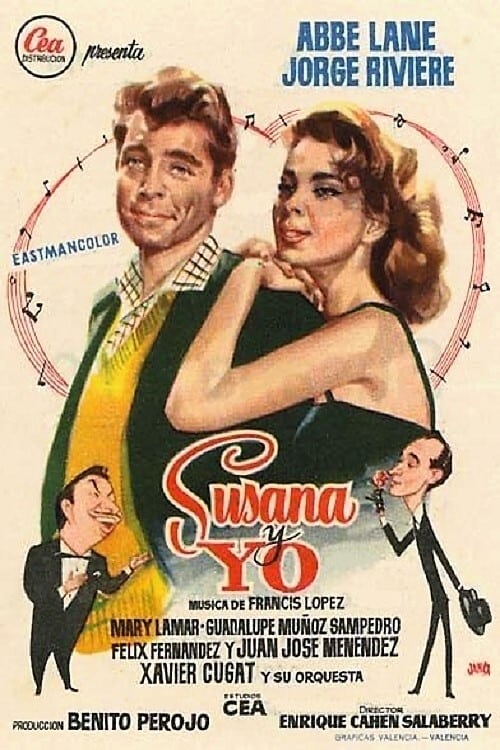 Cea
DISTRIBUCION
presenta
ABBE LANE
JORGE RIVIERE
EASTMANCOLOR
Susana
y
YO
MUSICA DE FRANCIS LOPEZ
MARY LAMAR-GUADALUPE MUÑOZ SAMPEDRO
FELIX FERNANDEZ Y JUAN JOSE MENENDEZ
XAVIER CUGAT Y SU ORQUESTA
ESTUDIOS
CEA
PRODUCCION BENITO PEROJO
DIRECTOR
ENRIQUE CAHEN SALABERRY
GRAFICAS VALENCIA.-VALENCIA